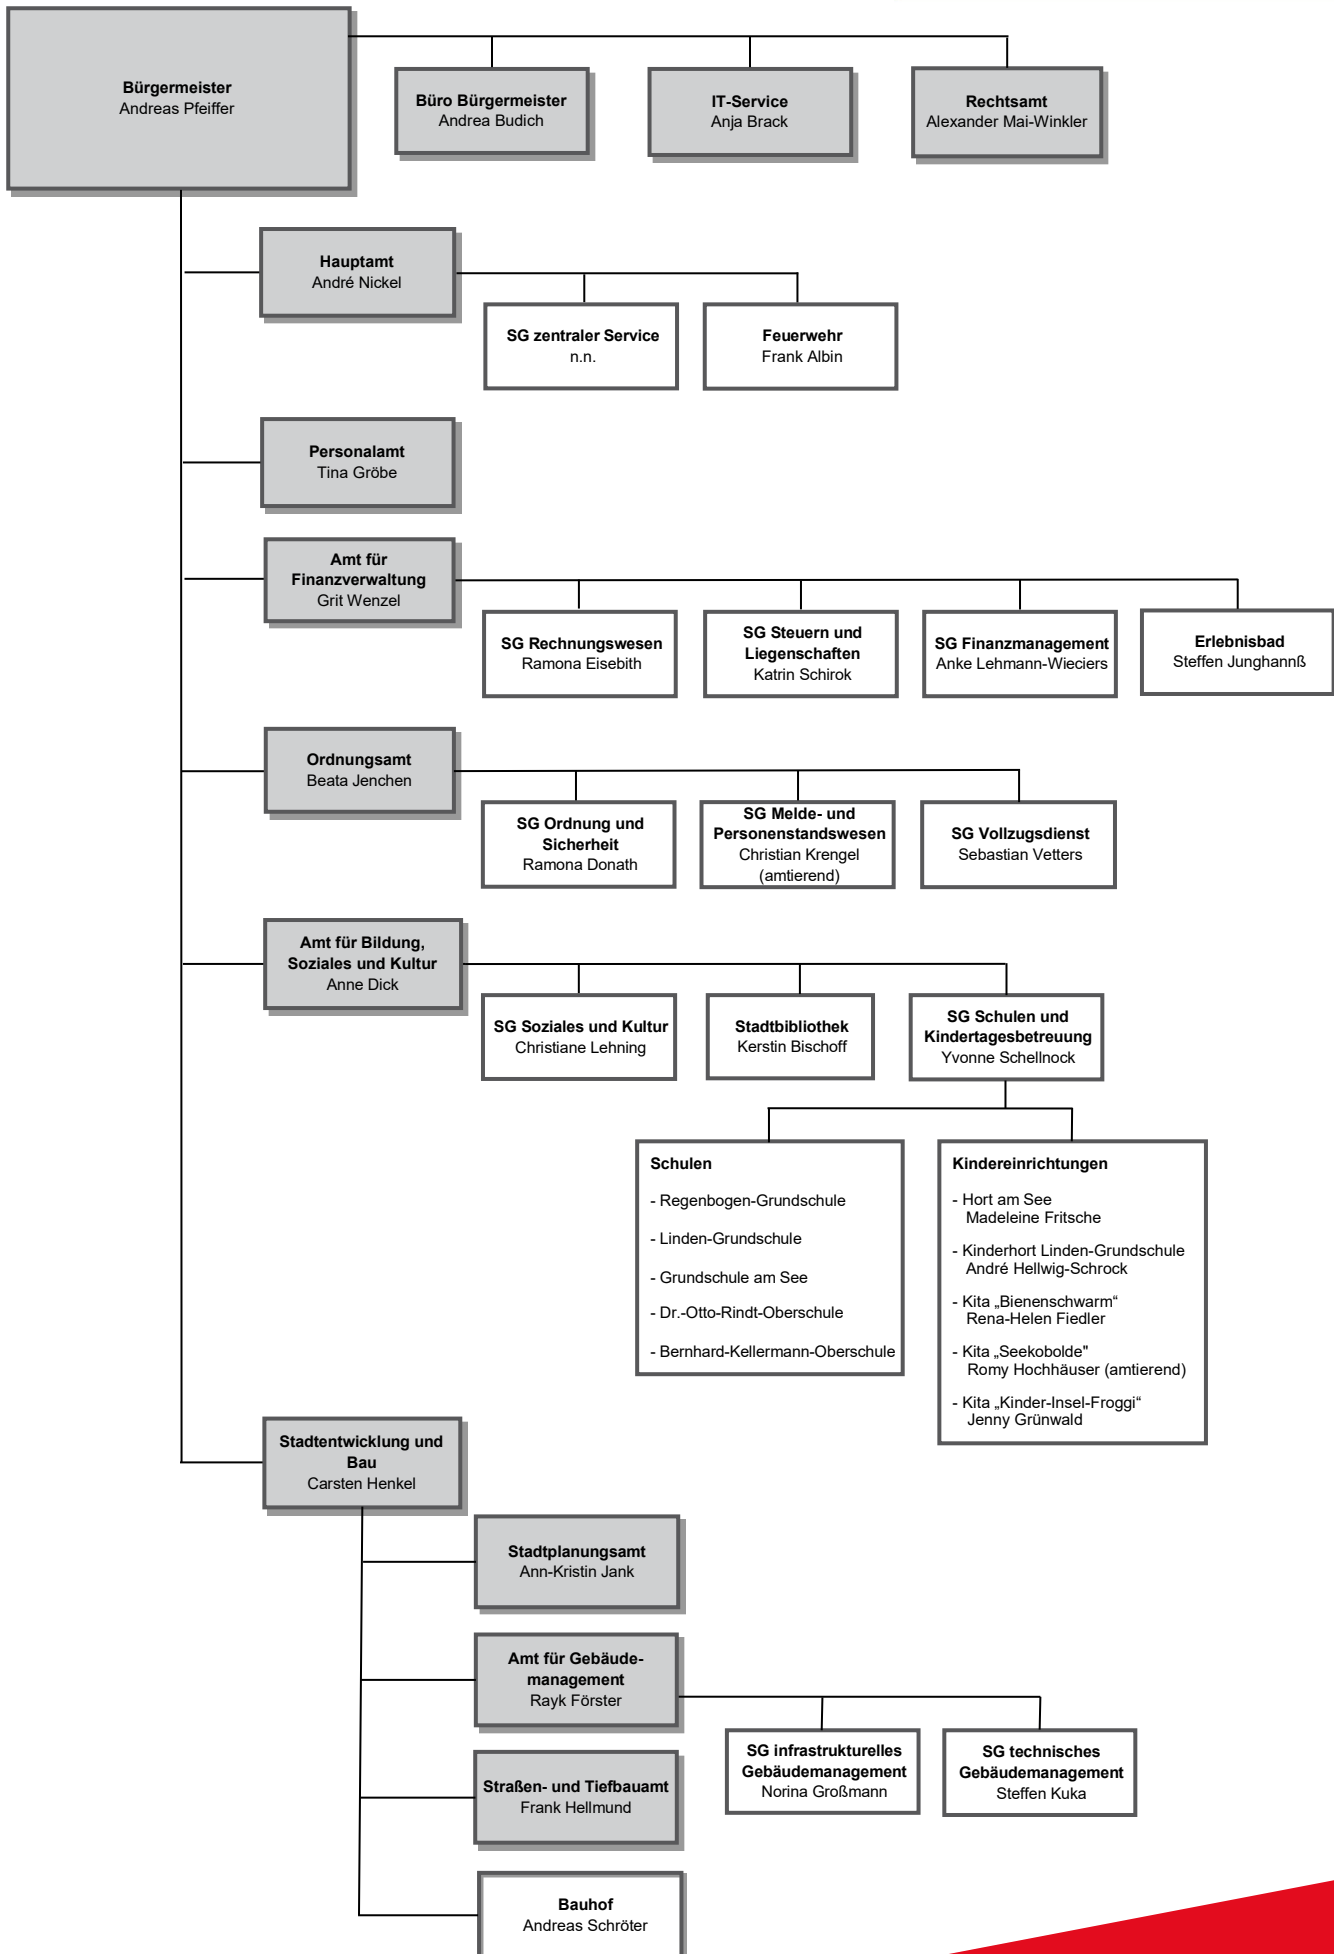 Bürgermeister
Andreas Pfeiffer
Büro Bürgermeister
Andrea Budich
IT-Service
Anja Brack
Rechtsamt
Alexander Mai-Winkler
Hauptamt
André Nickel
SG zentraler Service
n.n.
Feuerwehr
Frank Albin
Personalamt
Tina Gröbe
Amt für
Finanzverwaltung
Grit Wenzel
SG Rechnungswesen
Ramona Eisebith
SG Steuern und
Liegenschaften
Katrin Schirok
SG Finanzmanagement
Anke Lehmann-Wieciers
Erlebnisbad
Steffen Junghannß
Ordnungsamt
Beata Jenchen
SG Ordnung und
Sicherheit
Ramona Donath
SG Melde- und
Personenstandswesen
Christian Krengel
(amtierend)
SG Vollzugsdienst
Sebastian Vetters
Amt für Bildung,
Soziales und Kultur
Anne Dick
SG Soziales und Kultur
Christiane Lehning
Stadtbibliothek
Kerstin Bischoff
SG Schulen und
Kindertagesbetreuung
Yvonne Schellnock
Schulen
- Regenbogen-Grundschule
- Linden-Grundschule
- Grundschule am See
- Dr.-Otto-Rindt-Oberschule
- Bernhard-Kellermann-Oberschule
Kindereinrichtungen
- Hort am See
Madeleine Fritsche
- Kinderhort Linden-Grundschule
André Hellwig-Schrock
- Kita „Bienenschwarm“
Rena-Helen Fiedler
- Kita „Seekobolde"
Romy Hochhäuser (amtierend)
- Kita „Kinder-Insel-Froggi“
Jenny Grünwald
Stadtentwicklung und
Bau
Carsten Henkel
Stadtplanungsamt
Ann-Kristin Jank
Amt für Gebäude-
management
Rayk Förster
SG infrastrukturelles
Gebäudemanagement
Norina Großmann
SG technisches
Gebäudemanagement
Steffen Kuka
Straßen- und Tiefbauamt
Frank Hellmund
Bauhof
Andreas Schröter